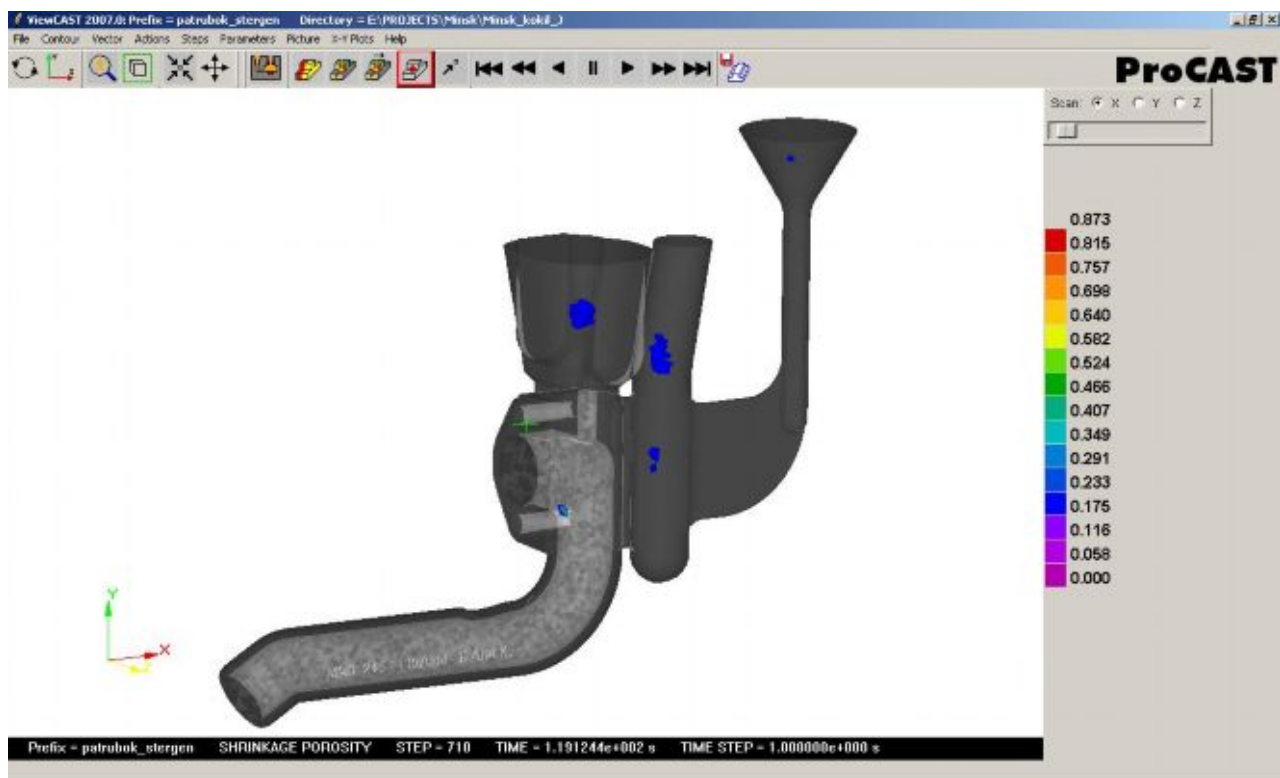 ViewCAST 2007.0: Prefix = patrubok_stergen Directory = E:\PROJECTS\Minsk\Minsk_kokil_)
File Contour Vector Actions Steps Parameters Picture X-Y Plots Help
ProCAST
Scan: X Y Z
0.873
0.815
0.757
0.698
0.640
0.582
0.524
0.466
0.407
0.349
0.291
0.233
0.175
0.116
0.058
0.000
Y
X
Prefix = patrubok_stergen SHRINKAGE POROSITY STEP = 710 TIME = 1.191244e+002 s TIME STEP = 1.000000e+000 s